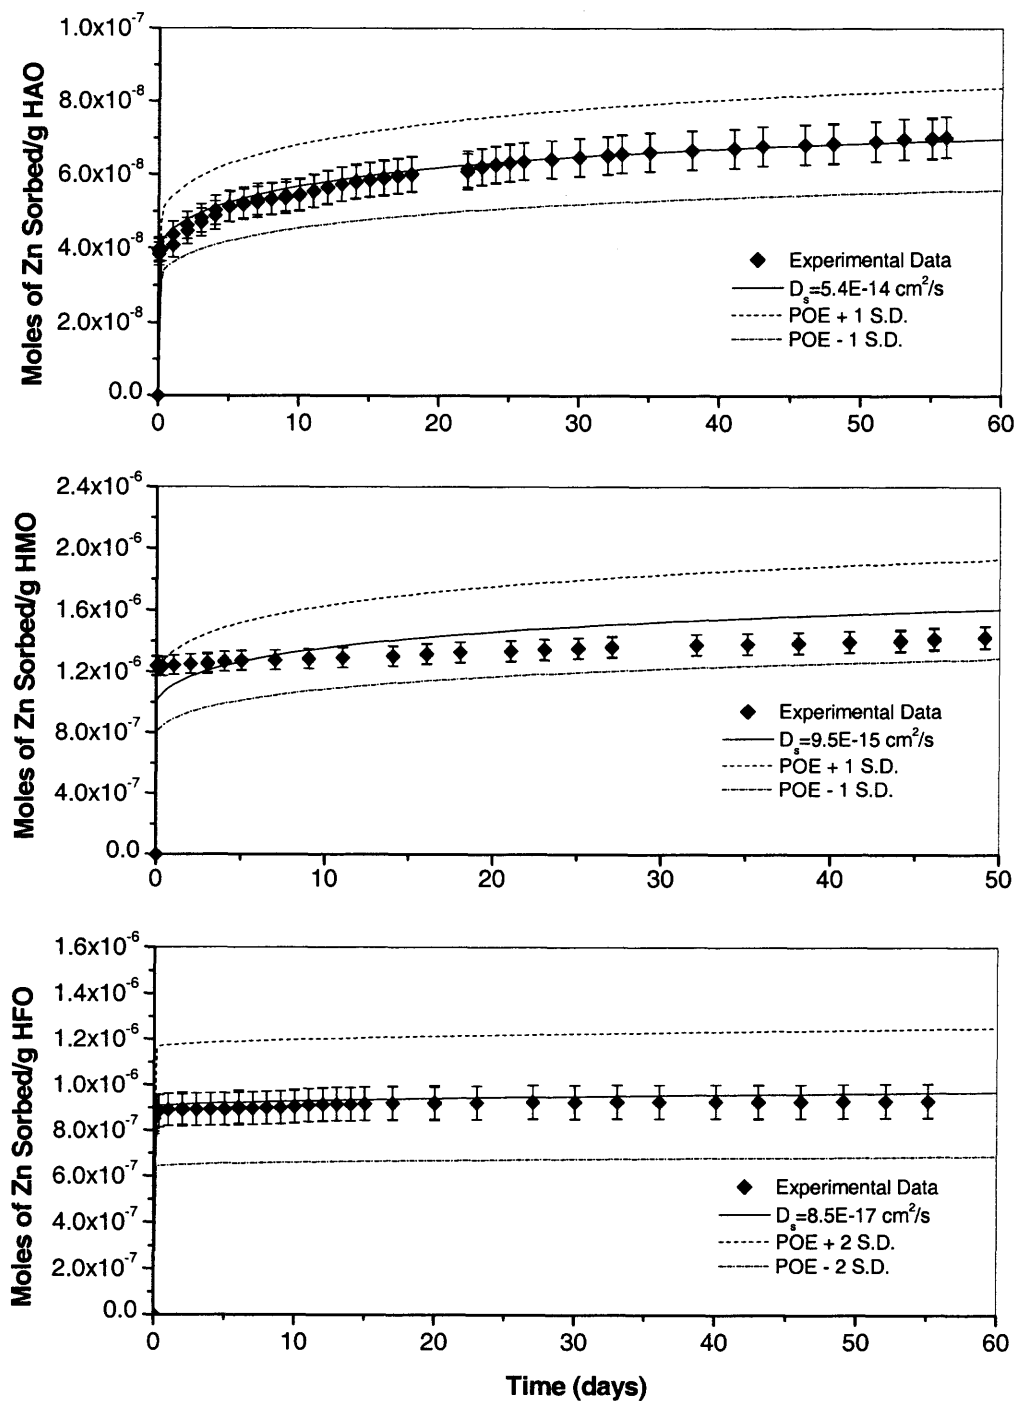 Moles of Zn Sorbed/g HAO
1.0x10⁻⁷
8.0x10⁻⁸
6.0x10⁻⁸
4.0x10⁻⁸
2.0x10⁻⁸
0.0
Experimental Data
Dₛ=5.4E-14 cm²/s
POE + 1 S.D.
POE - 1 S.D.
0 10 20 30 40 50 60
Moles of Zn Sorbed/g HMO
2.4x10⁻⁶
2.0x10⁻⁶
1.6x10⁻⁶
1.2x10⁻⁶
8.0x10⁻⁷
4.0x10⁻⁷
0.0
Experimental Data
Dₛ=9.5E-15 cm²/s
POE + 1 S.D.
POE - 1 S.D.
0 10 20 30 40 50
Moles of Zn Sorbed/g HFO
1.6x10⁻⁶
1.4x10⁻⁶
1.2x10⁻⁶
1.0x10⁻⁶
8.0x10⁻⁷
6.0x10⁻⁷
4.0x10⁻⁷
2.0x10⁻⁷
0.0
Experimental Data
Dₛ=8.5E-17 cm²/s
POE + 2 S.D.
POE - 2 S.D.
0 10 20 30 40 50 60
Time (days)